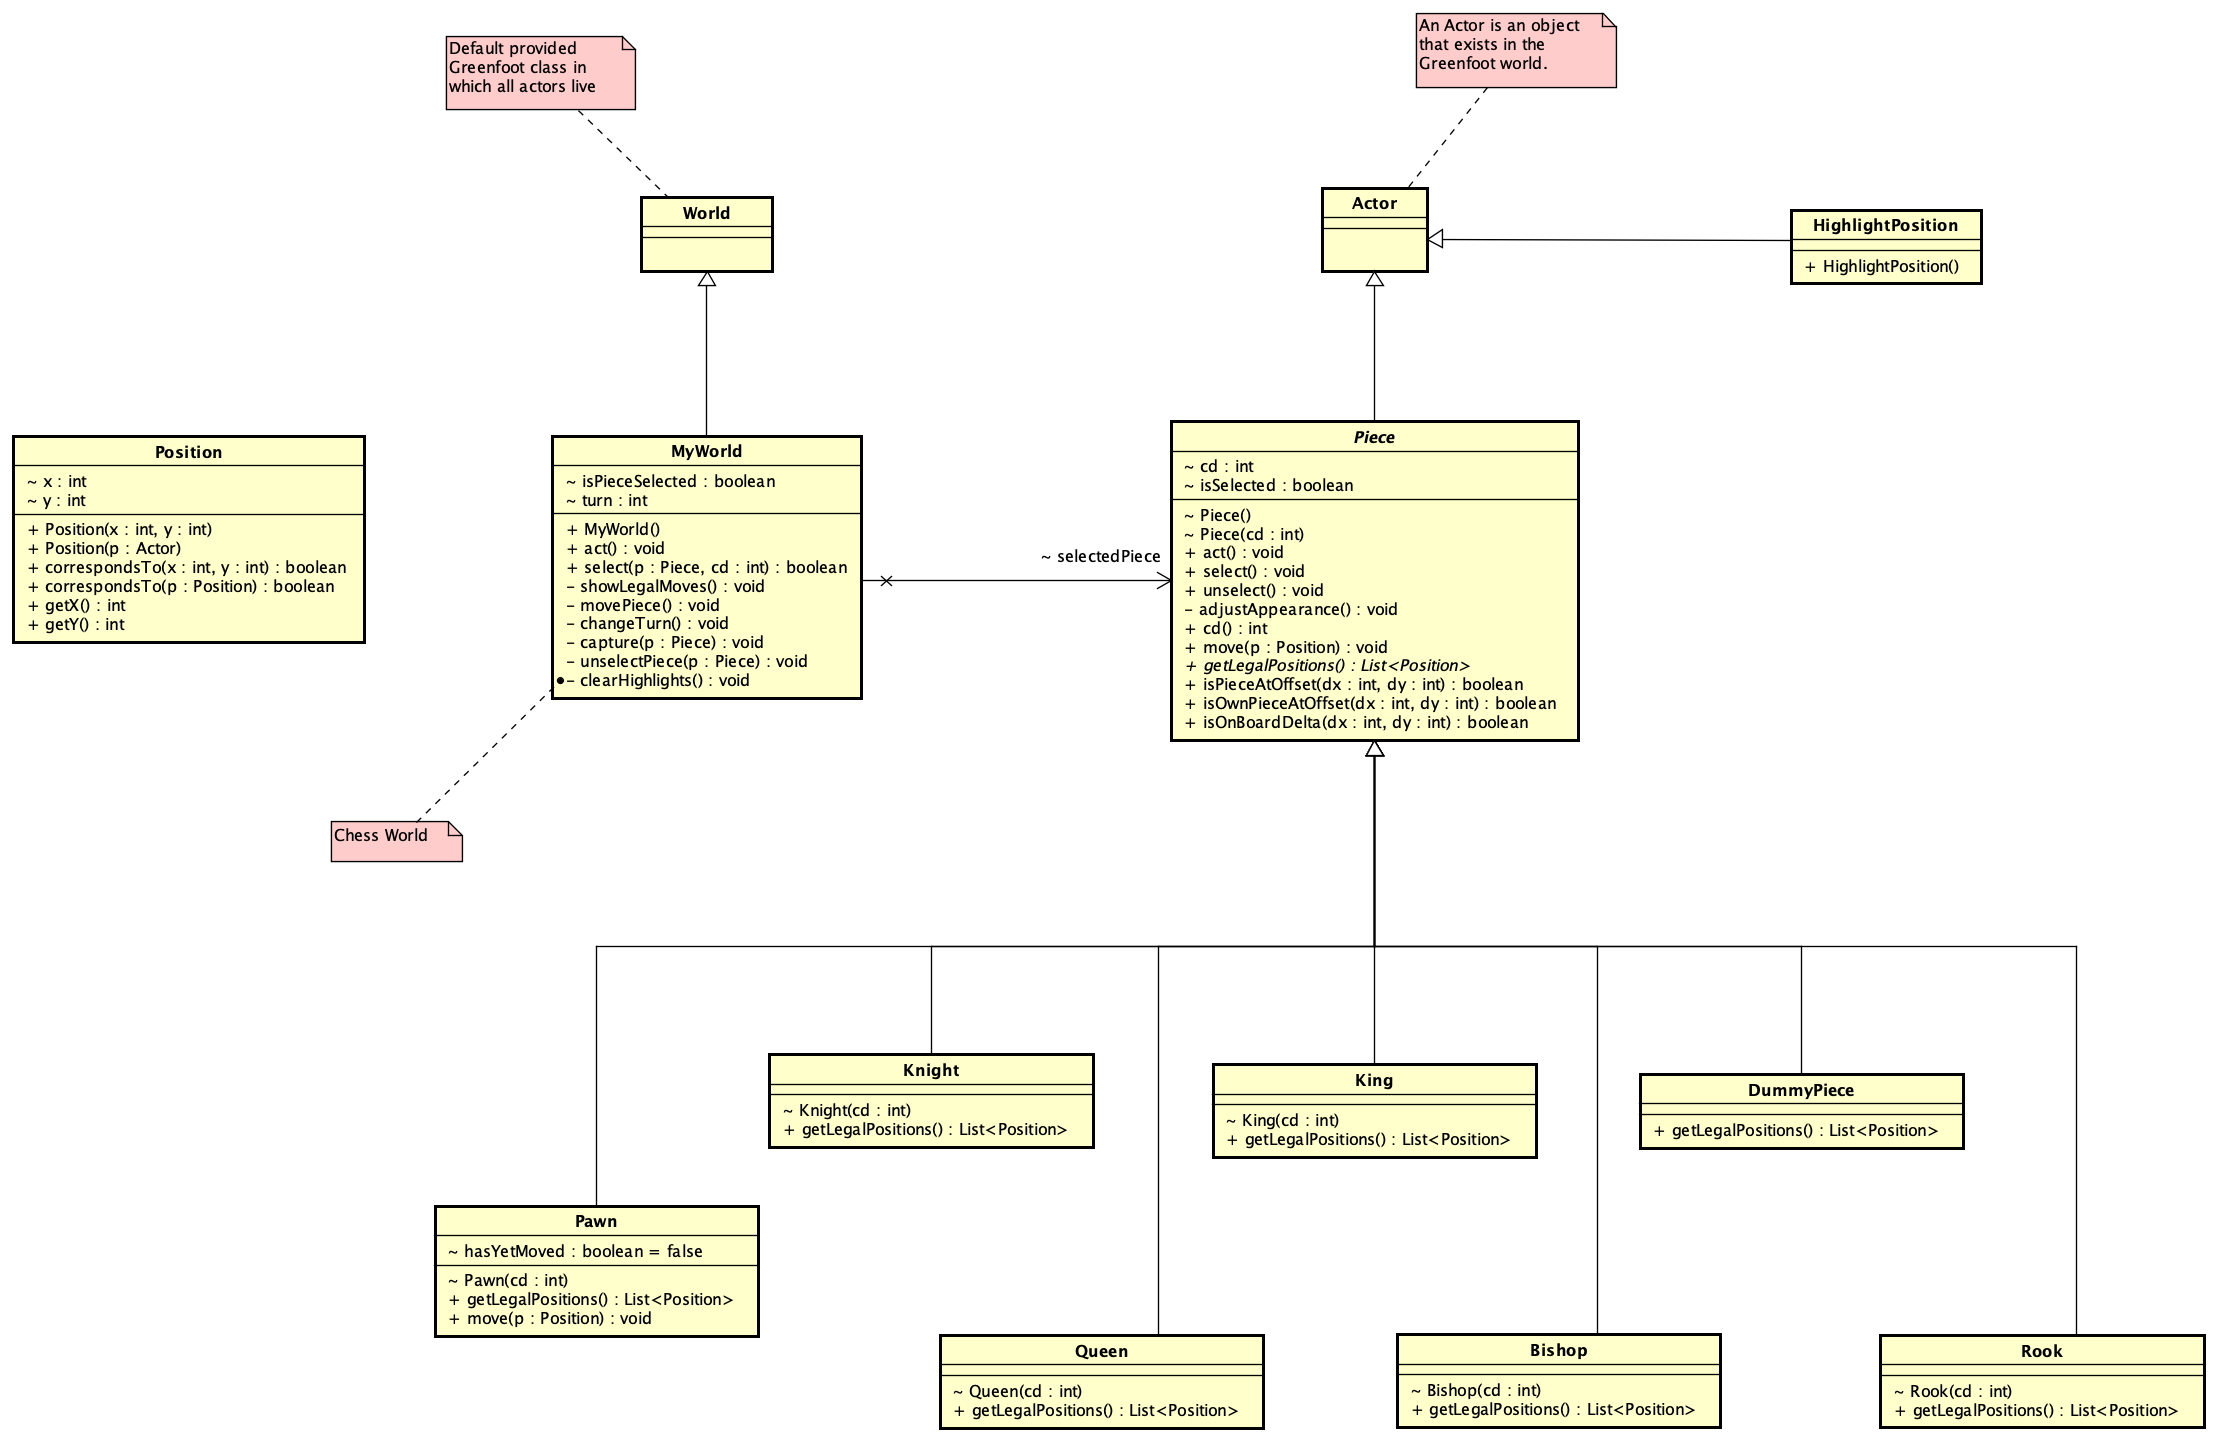 Default provided
Greenfoot class in
which all actors live
An Actor is an object
that exists in the
Greenfoot world.
World
Actor
HighlightPosition
+ HighlightPosition()
Position
~ x : int
~ y : int
+ Position(x : int, y : int)
+ Position(p : Actor)
+ correspondsTo(x : int, y : int) : boolean
+ correspondsTo(p : Position) : boolean
+ getX() : int
+ getY() : int
MyWorld
~ isPieceSelected : boolean
~ turn : int
+ MyWorld()
+ act() : void
+ select(p : Piece, cd : int) : boolean
– showLegalMoves() : void
– movePiece() : void
– changeTurn() : void
– capture(p : Piece) : void
– unselectPiece(p : Piece) : void
– clearHighlights() : void
~ selectedPiece
Piece
~ cd : int
~ isSelected : boolean
~ Piece()
~ Piece(cd : int)
+ act() : void
+ select() : void
+ unselect() : void
– adjustAppearance() : void
+ cd() : int
+ move(p : Position) : void
+ getLegalPositions() : List<Position>
+ isPieceAtOffset(dx : int, dy : int) : boolean
+ isOwnPieceAtOffset(dx : int, dy : int) : boolean
+ isOnBoardDelta(dx : int, dy : int) : boolean
Chess World
Knight
~ Knight(cd : int)
+ getLegalPositions() : List<Position>
King
~ King(cd : int)
+ getLegalPositions() : List<Position>
DummyPiece
+ getLegalPositions() : List<Position>
Pawn
~ hasYetMoved : boolean = false
~ Pawn(cd : int)
+ getLegalPositions() : List<Position>
+ move(p : Position) : void
Queen
~ Queen(cd : int)
+ getLegalPositions() : List<Position>
Bishop
~ Bishop(cd : int)
+ getLegalPositions() : List<Position>
Rook
~ Rook(cd : int)
+ getLegalPositions() : List<Position>